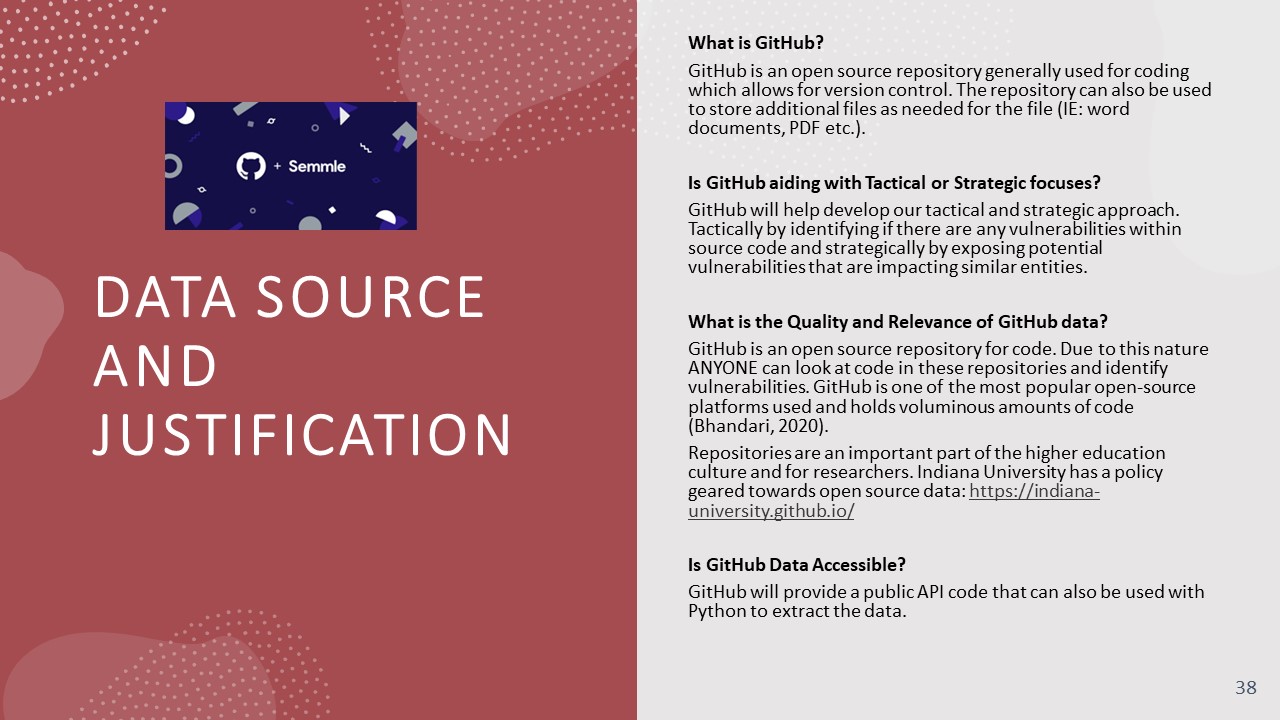 + Semmle
DATA SOURCE
AND
JUSTIFICATION
What is GitHub?
GitHub is an open source repository generally used for coding
which allows for version control. The repository can also be used
to store additional files as needed for the file (IE: word
documents, PDF etc.).
Is GitHub aiding with Tactical or Strategic focuses?
GitHub will help develop our tactical and strategic approach.
Tactically by identifying if there are any vulnerabilities within
source code and strategically by exposing potential
vulnerabilities that are impacting similar entities.
What is the Quality and Relevance of GitHub data?
GitHub is an open source repository for code. Due to this nature
ANYONE can look at code in these repositories and identify
vulnerabilities. GitHub is one of the most popular open-source
platforms used and holds voluminous amounts of code
(Bhandari, 2020).
Repositories are an important part of the higher education
culture and for researchers. Indiana University has a policy
geared towards open source data: https://indiana-
university.github.io/
Is GitHub Data Accessible?
GitHub will provide a public API code that can also be used with
Python to extract the data.
38